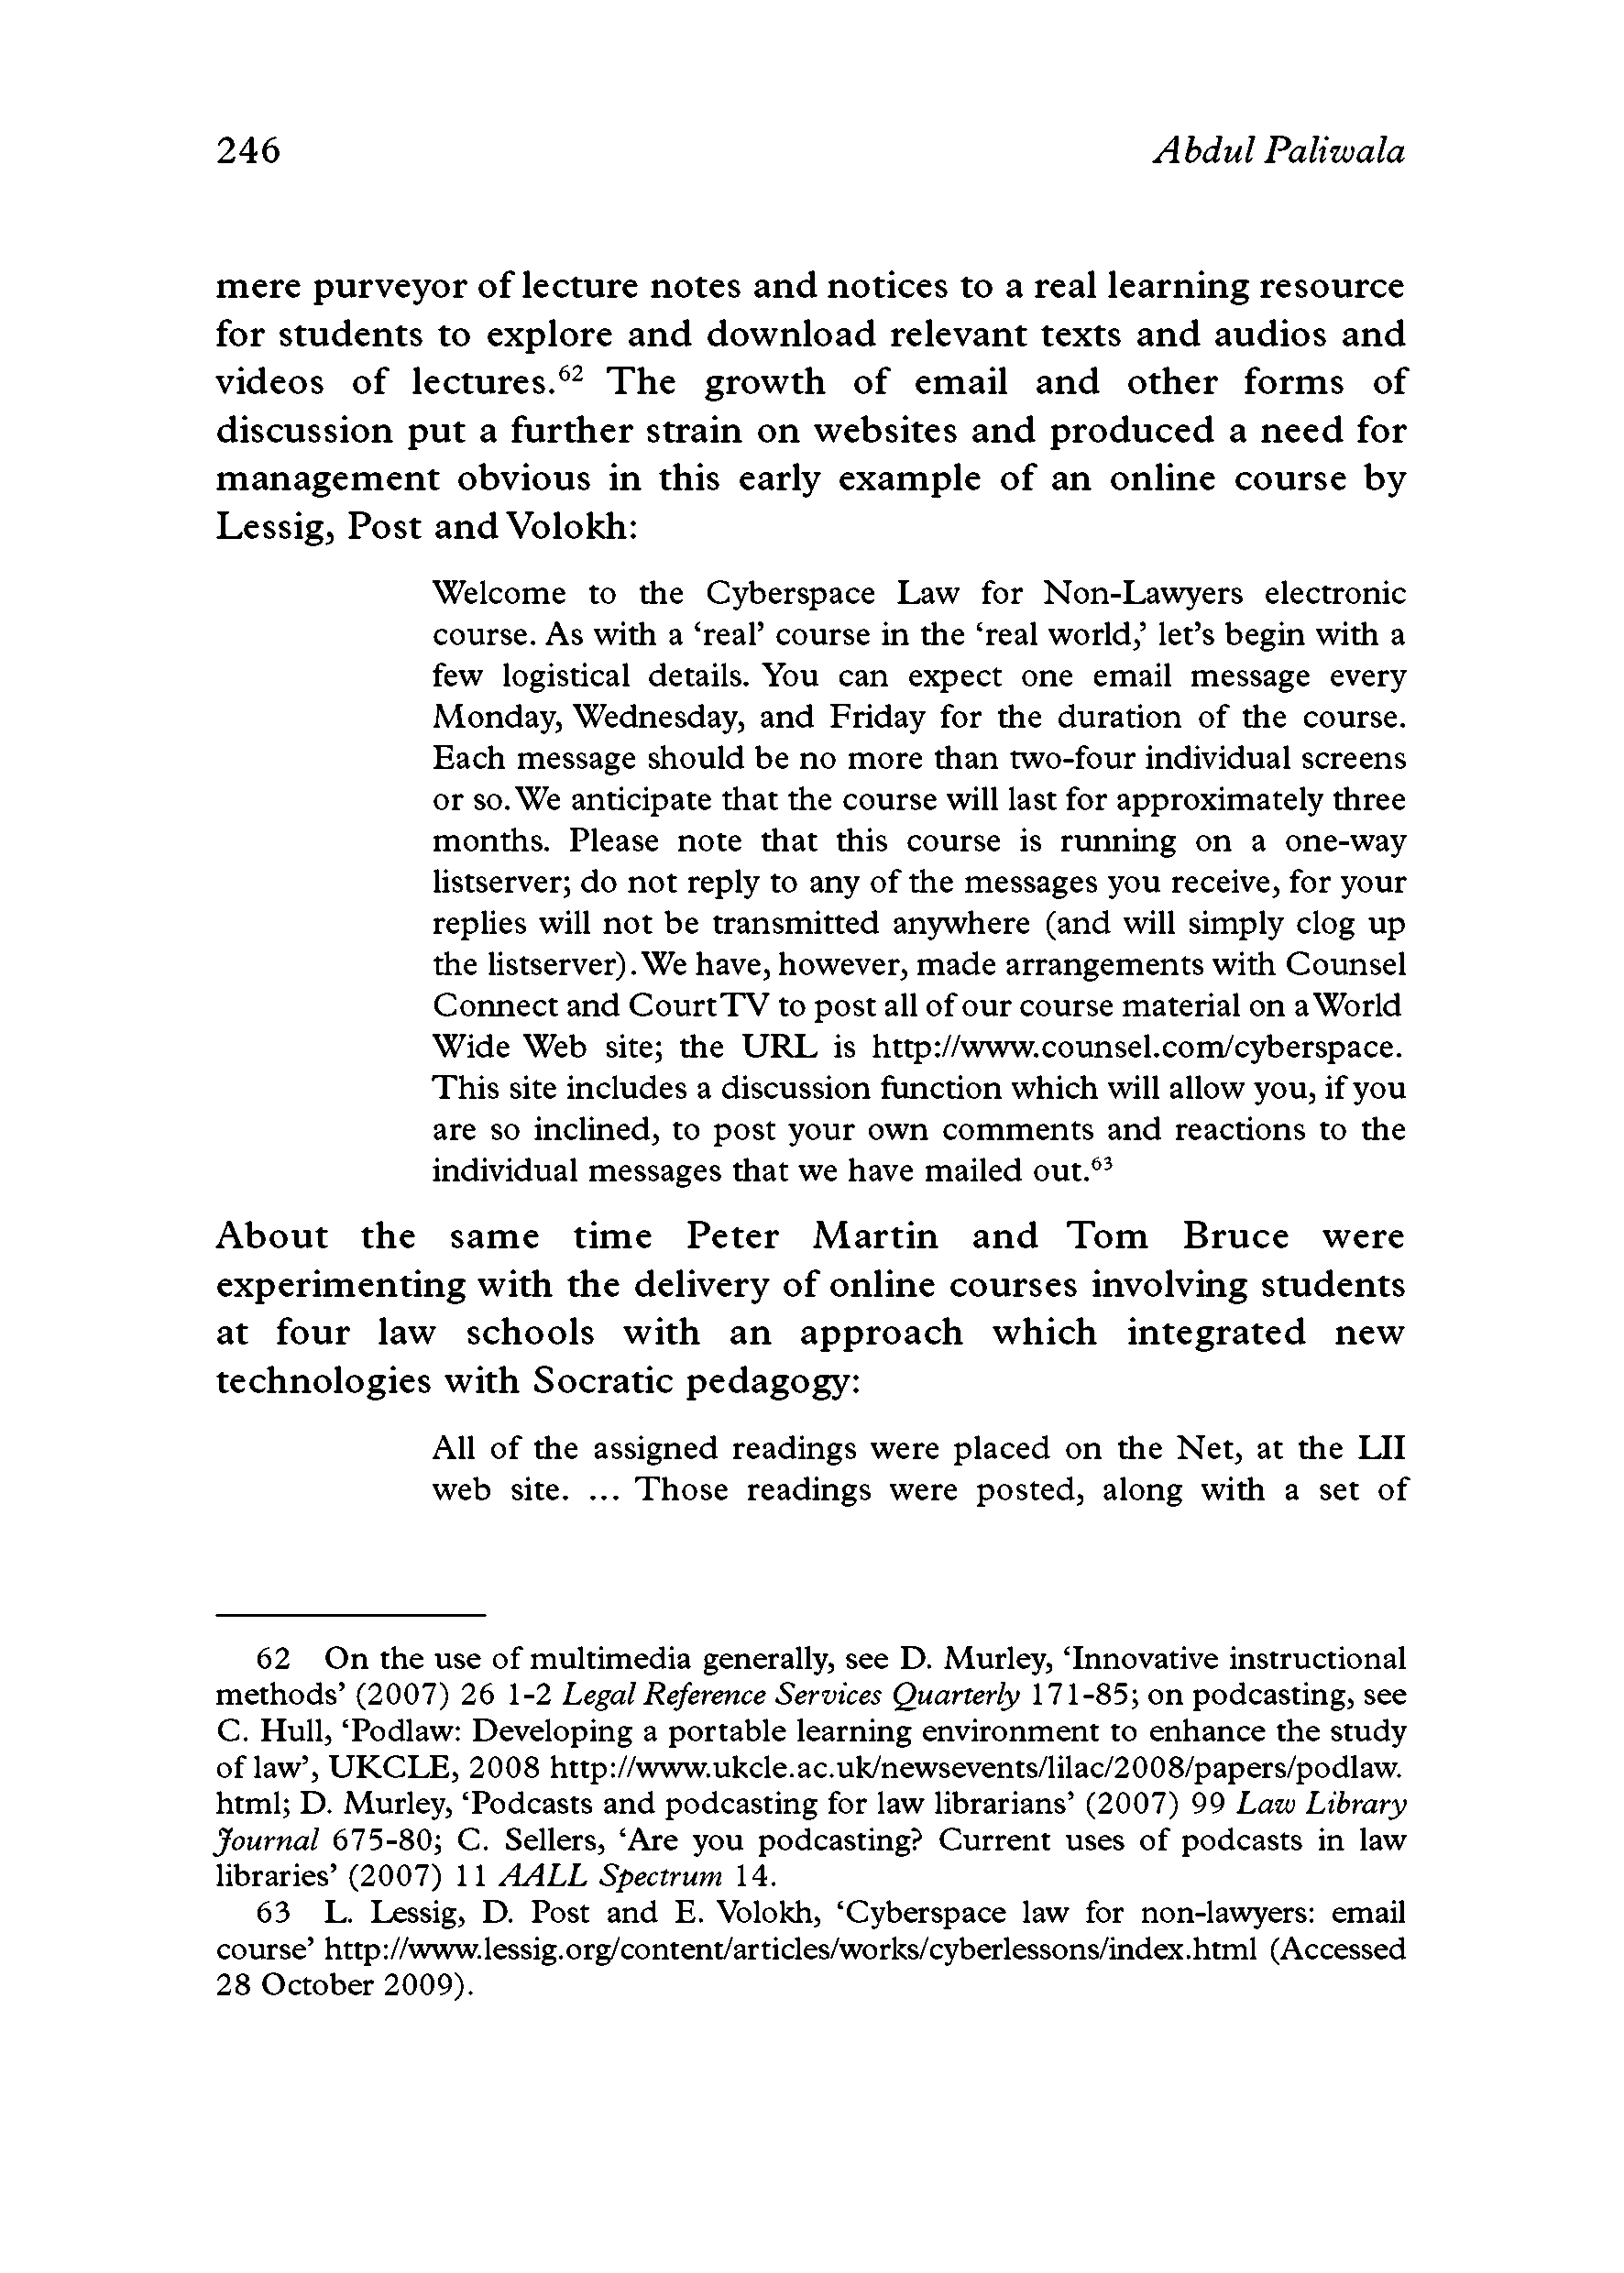 246 Abdul Paliwala
mere purveyor of lecture notes and notices to a real learning resource
for students to explore and download relevant texts and audios and
videos of lectures.⁶² The growth of email and other forms of
discussion put a further strain on websites and produced a need for
management obvious in this early example of an online course by
Lessig, Post and Volokh:
Welcome to the Cyberspace Law for Non-Lawyers electronic
course. As with a ‘real’ course in the ‘real world,’ let’s begin with a
few logistical details. You can expect one email message every
Monday, Wednesday, and Friday for the duration of the course.
Each message should be no more than two-four individual screens
or so. We anticipate that the course will last for approximately three
months. Please note that this course is running on a one-way
listserver; do not reply to any of the messages you receive, for your
replies will not be transmitted anywhere (and will simply clog up
the listserver). We have, however, made arrangements with Counsel
Connect and Court TV to post all of our course material on a World
Wide Web site; the URL is http://www.counsel.com/cyberspace.
This site includes a discussion function which will allow you, if you
are so inclined, to post your own comments and reactions to the
individual messages that we have mailed out.⁶³
About the same time Peter Martin and Tom Bruce were
experimenting with the delivery of online courses involving students
at four law schools with an approach which integrated new
technologies with Socratic pedagogy:
All of the assigned readings were placed on the Net, at the LII
web site. ... Those readings were posted, along with a set of
62 On the use of multimedia generally, see D. Murley, ‘Innovative instructional
methods’ (2007) 26 1-2 Legal Reference Services Quarterly 171-85; on podcasting, see
C. Hull, ‘Podlaw: Developing a portable learning environment to enhance the study
of law’, UKCLE, 2008 http://www.ukcle.ac.uk/newsevents/lilac/2008/papers/podlaw.
html; D. Murley, ‘Podcasts and podcasting for law librarians’ (2007) 99 Law Library
Journal 675-80; C. Sellers, ‘Are you podcasting? Current uses of podcasts in law
libraries’ (2007) 11 AALL Spectrum 14.
63 L. Lessig, D. Post and E. Volokh, ‘Cyberspace law for non-lawyers: email
course’ http://www.lessig.org/content/articles/works/cyberlessons/index.html (Accessed
28 October 2009).